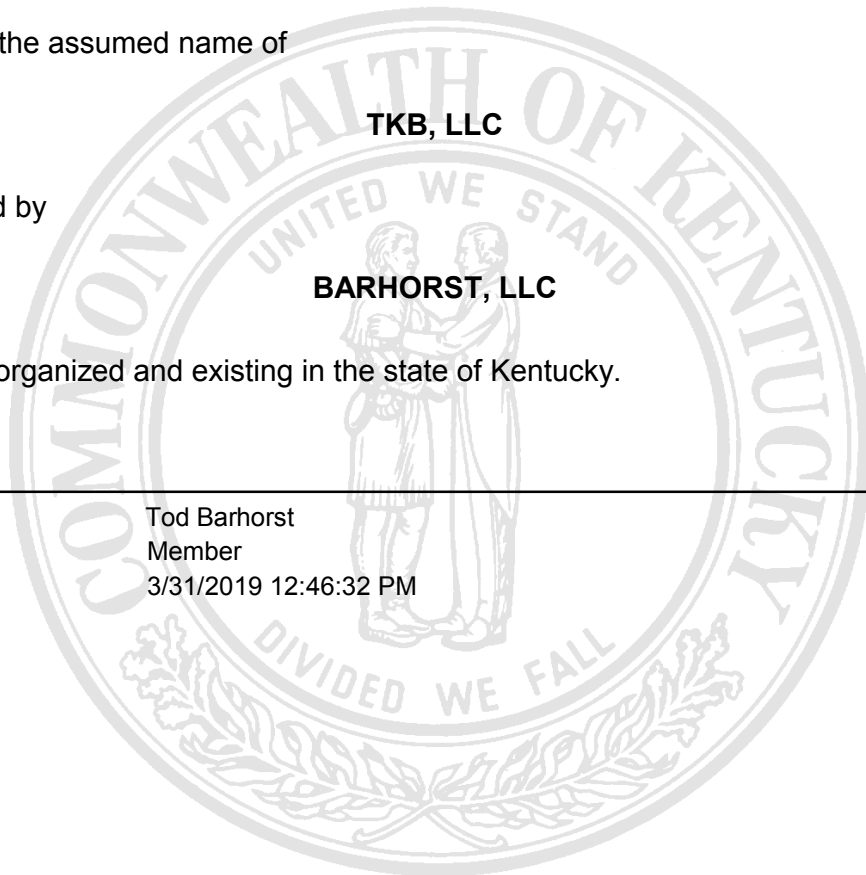 the assumed name of
TKB, LLC
d by
BARHORST, LLC
organized and existing in the state of Kentucky.
Tod Barhorst
Member
3/31/2019 12:46:32 PM
COMMONWEALTH OF KENTUCKY
UNITED WE STAND
DIVIDED WE FALL